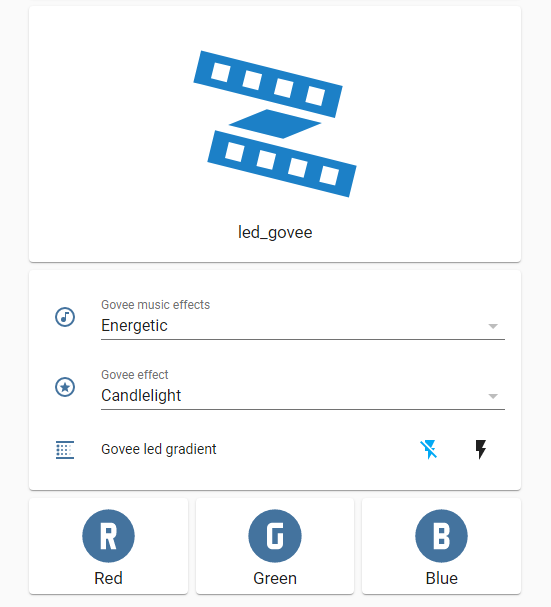 led_govee
Govee music effects
Energetic
Govee effect
Candlelight
Govee led gradient
R
G
B
Red
Green
Blue